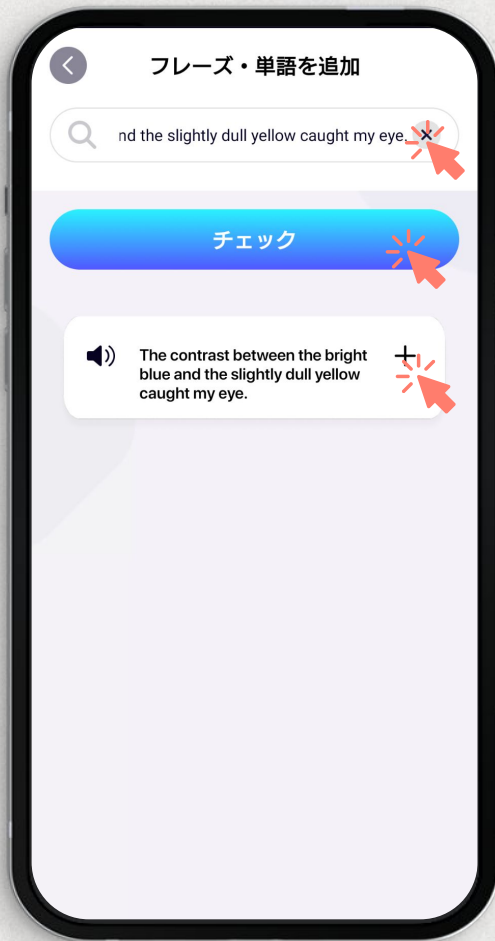 フレーズ・単語を追加
nd the slightly dull yellow caught my eye.
チェック
The contrast between the bright
blue and the slightly dull yellow
caught my eye.